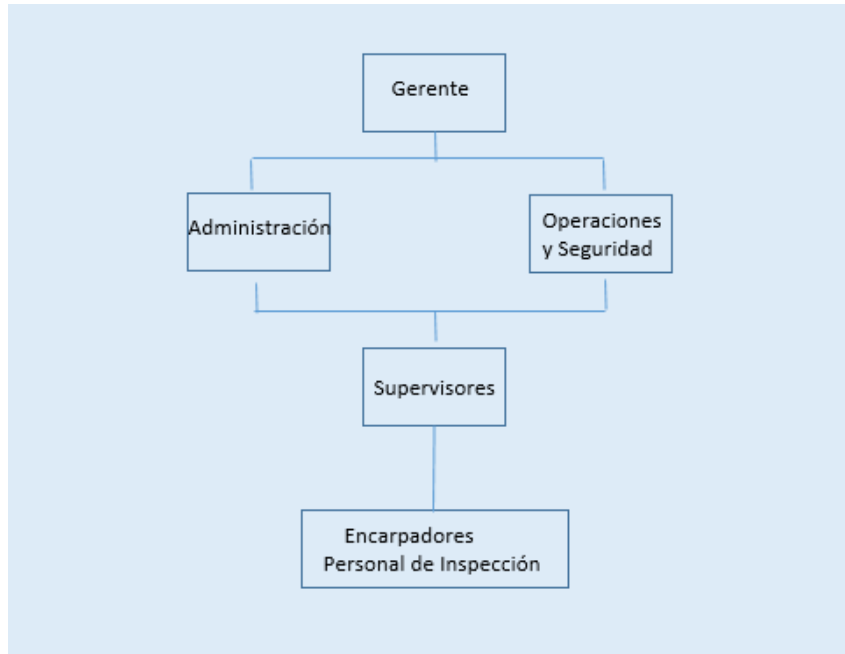 Gerente
Administración
Operaciones
y Seguridad
Supervisores
Encarpadores
Personal de Inspección